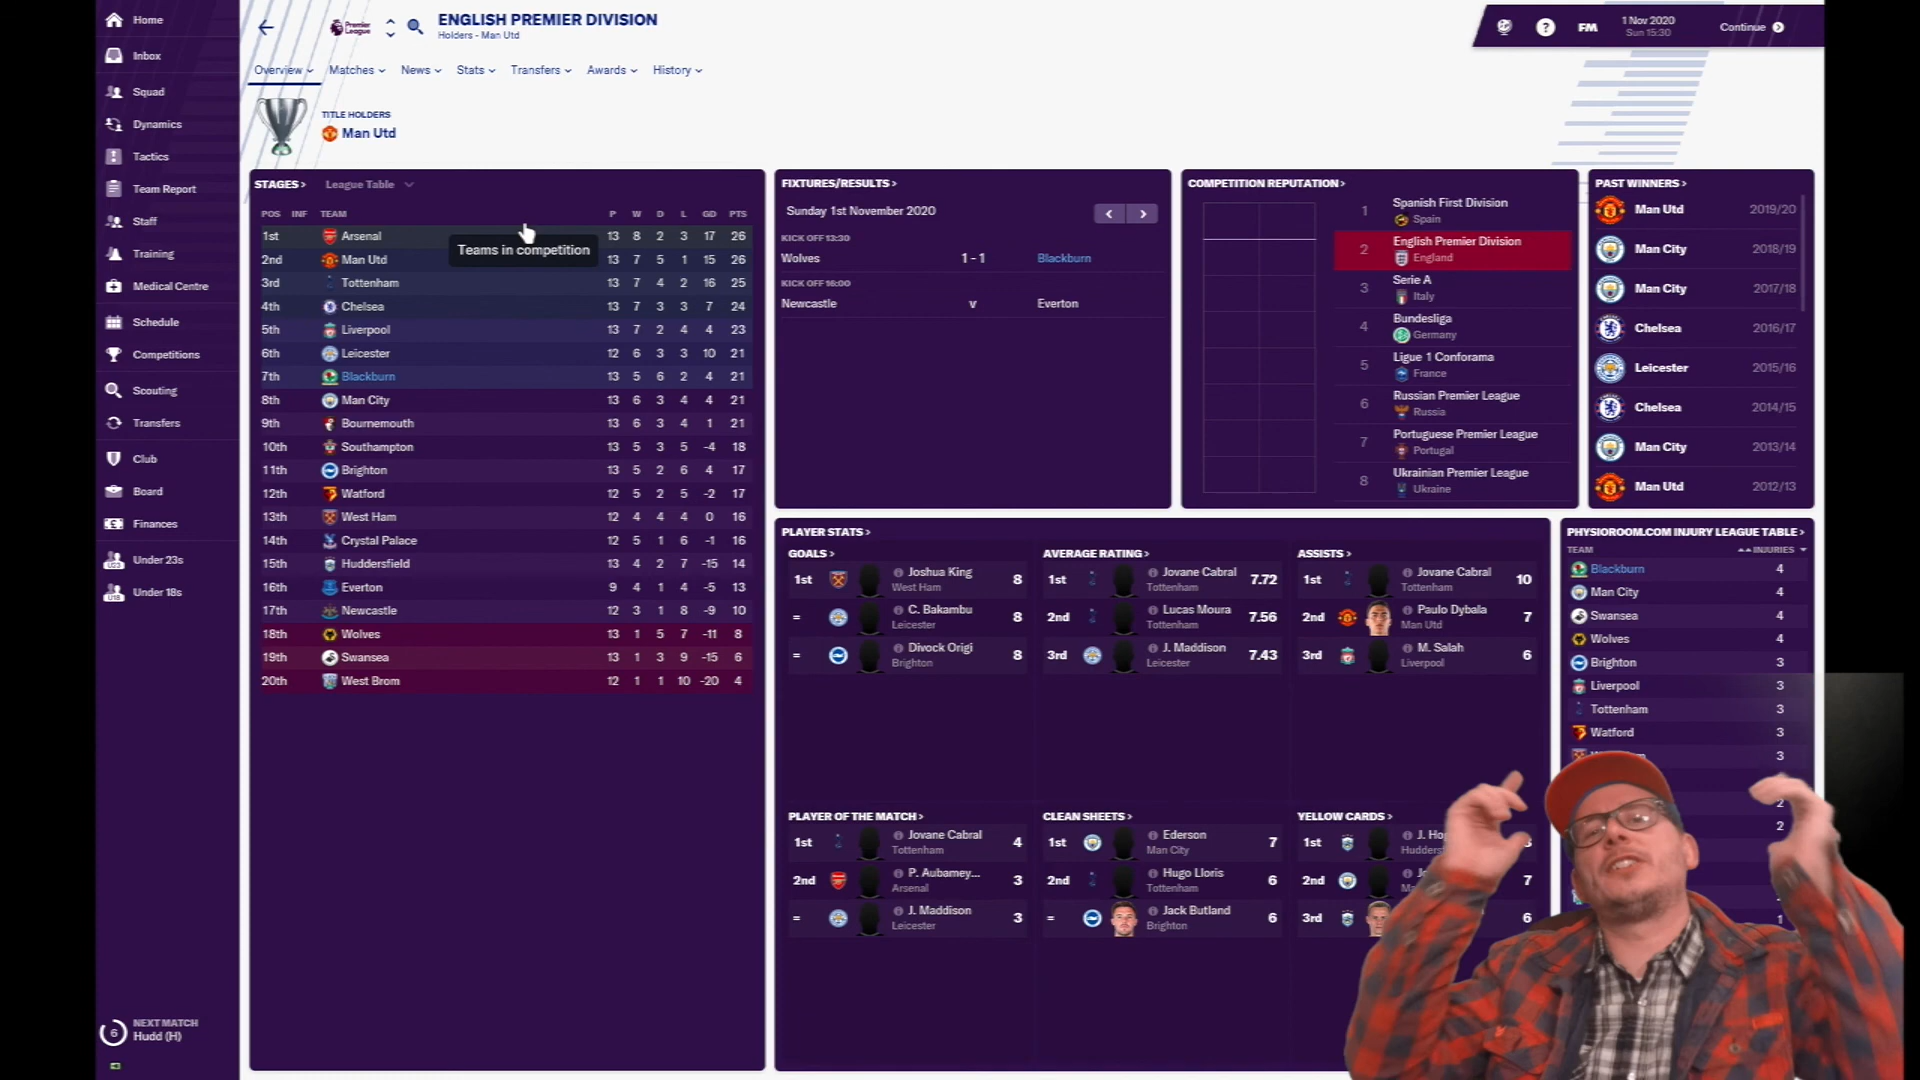 Home
Inbox
Squad
Dynamics
Tactics
Team Report
Staff
Training
Medical Centre
Schedule
Competitions
Scouting
Transfers
Club
Board
Finances
Under 23s
Under 18s
6 NEXT MATCH
Hudd (H)
Premier League
ENGLISH PREMIER DIVISION
Holders - Man Utd
? FM 1 Nov 2020 Continue
Sun 15:30
Overview Matches News Stats Transfers Awards History
TITLE HOLDERS
Man Utd
STAGES> League Table
POS INF TEAM P W D L GD PTS
1st Arsenal 13 8 2 3 17 26
Teams in competition
2nd Man Utd 13 7 5 1 15 26
3rd Tottenham 13 7 4 2 16 25
4th Chelsea 13 7 3 3 7 24
5th Liverpool 13 7 2 4 4 23
6th Leicester 12 6 3 3 10 21
7th Blackburn 13 5 6 2 4 21
8th Man City 13 6 3 4 4 21
9th Bournemouth 13 6 3 4 1 21
10th Southampton 13 5 3 5 -4 18
11th Brighton 13 5 2 6 4 17
12th Watford 12 5 2 5 -2 17
13th West Ham 12 4 4 4 0 16
14th Crystal Palace 12 5 1 6 -1 16
15th Huddersfield 13 4 2 7 -15 14
16th Everton 9 4 1 4 -5 13
17th Newcastle 12 3 1 8 -9 10
18th Wolves 13 1 5 7 -11 8
19th Swansea 13 1 3 9 -15 6
20th West Brom 12 1 1 10 -20 4
FIXTURES/RESULTS>
Sunday 1st November 2020
KICK OFF 13:30
Wolves 1 - 1 Blackburn
KICK OFF 16:00
Newcastle v Everton
COMPETITION REPUTATION>
1 Spanish First Division
Spain
2 English Premier Division
England
3 Serie A
Italy
4 Bundesliga
Germany
5 Ligue 1 Conforama
France
6 Russian Premier League
Russia
7 Portuguese Premier League
Portugal
8 Ukrainian Premier League
Ukraine
PAST WINNERS>
Man Utd 2019/20
Man City 2018/19
Man City 2017/18
Chelsea 2016/17
Leicester 2015/16
Chelsea 2014/15
Man City 2013/14
Man Utd 2012/13
PLAYER STATS>
GOALS>
1st Joshua King 8
West Ham
= C. Bakambu 8
Leicester
= Divock Origi 8
Brighton
AVERAGE RATING>
1st Jovane Cabral 7.72
Tottenham
2nd Lucas Moura 7.56
Tottenham
3rd J. Maddison 7.43
Leicester
ASSISTS>
1st Jovane Cabral 10
Tottenham
2nd Paulo Dybala 7
Man Utd
3rd M. Salah 6
Liverpool
PLAYER OF THE MATCH>
1st Jovane Cabral 4
Tottenham
2nd P. Aubamey... 3
Arsenal
= J. Maddison 3
Leicester
CLEAN SHEETS>
1st Ederson 7
Man City
2nd Hugo Lloris 6
Tottenham
= Jack Butland 6
Brighton
YELLOW CARDS>
1st J. Ho
Hudders
2nd 7
3rd 6
PHYSIOROOM.COM INJURY LEAGUE TABLE>
TEAM INJURIES
Blackburn 4
Man City 4
Swansea 4
Wolves 4
Brighton 3
Liverpool 3
Tottenham 3
Watford 3
3
2
2
1